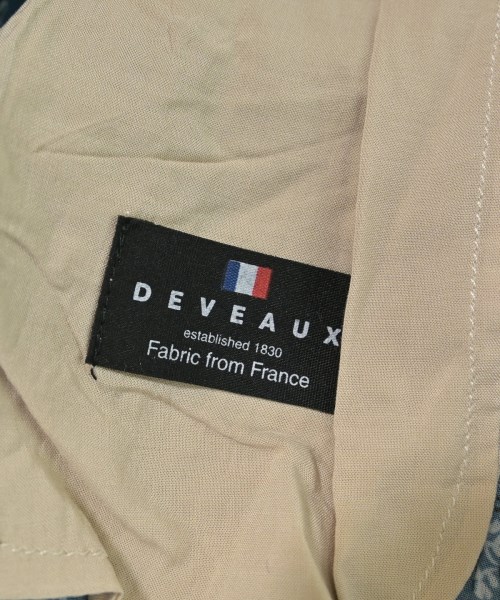 DEVEAUX
established 1830
Fabric from France